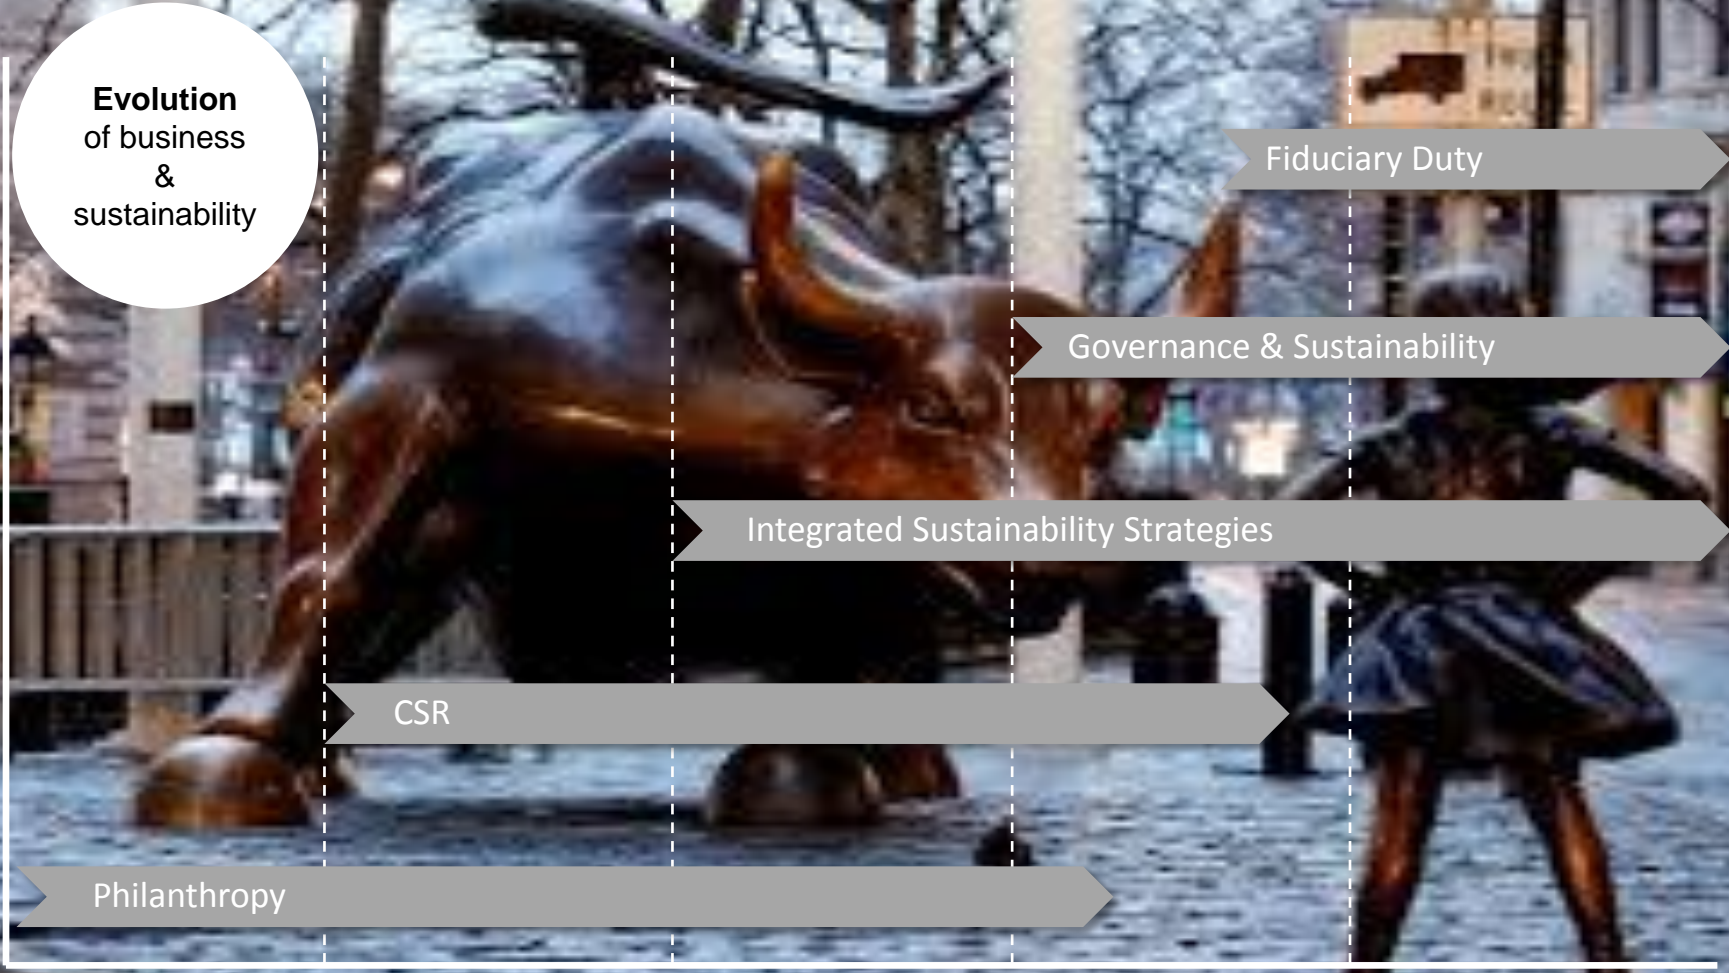 Evolution
of business
&
sustainability
Fiduciary Duty
Governance & Sustainability
Integrated Sustainability Strategies
CSR
Philanthropy